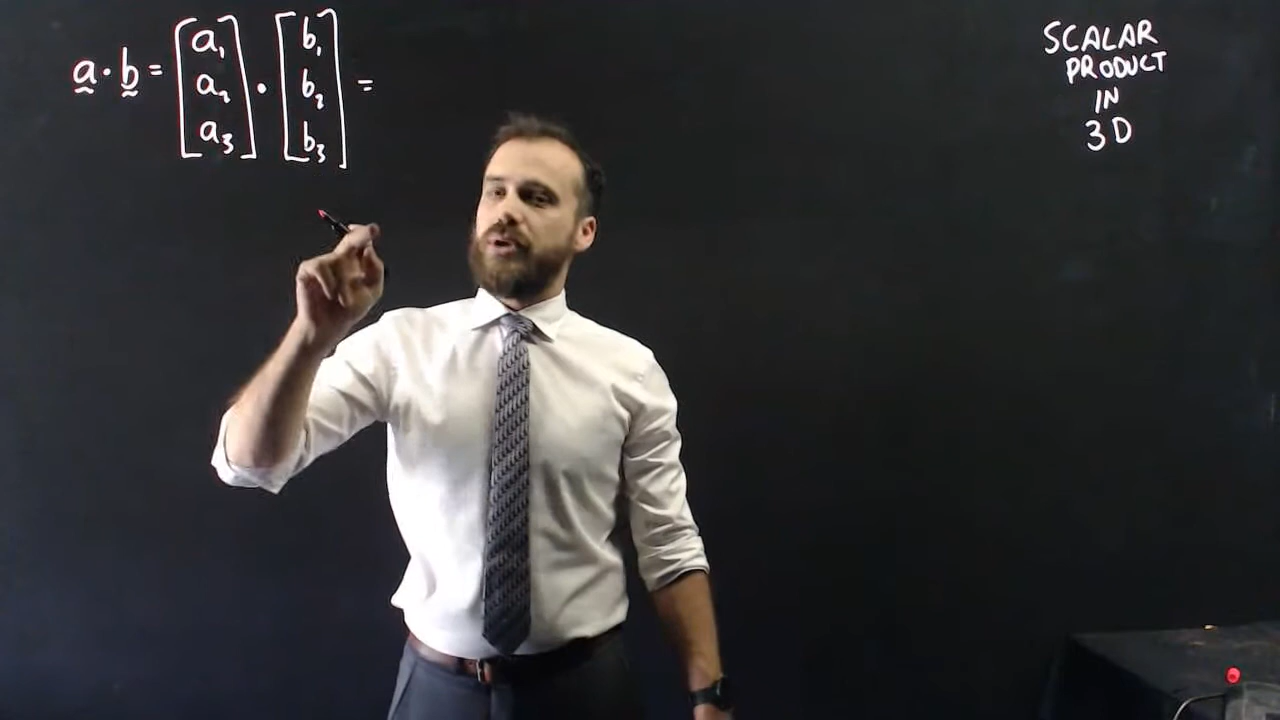 a · b = [a₁ a₂ a₃] · [b₁ b₂ b₃] =
SCALAR
PRODUCT
IN
3D